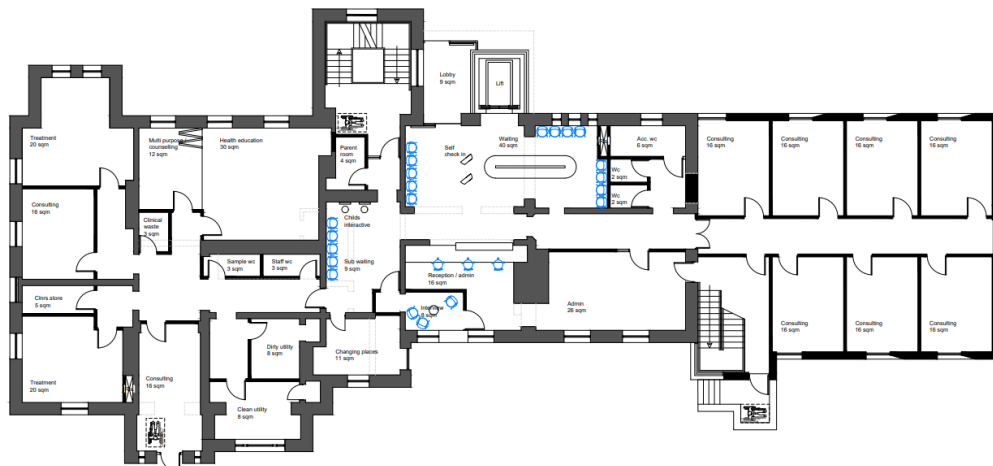 Lobby
9 sqm
Lift
Treatment
20 sqm
Multi purpose /
counselling
12 sqm
Health education
30 sqm
Parent
room
4 sqm
Self
check in
Waiting
40 sqm
Acc. wc
6 sqm
Consulting
16 sqm
Consulting
16 sqm
Consulting
16 sqm
Consulting
16 sqm
Wc
2 sqm
Wc
2 sqm
Consulting
16 sqm
Clinical
waste
3 sqm
Childs
interactive
Sample wc
3 sqm
Staff wc
3 sqm
Sub waiting
9 sqm
Reception / admin
16 sqm
Clnrs store
5 sqm
Interview
8 sqm
Admin
26 sqm
Consulting
16 sqm
Consulting
16 sqm
Consulting
16 sqm
Dirty utility
8 sqm
Changing places
11 sqm
Treatment
20 sqm
Consulting
16 sqm
Clean utility
8 sqm